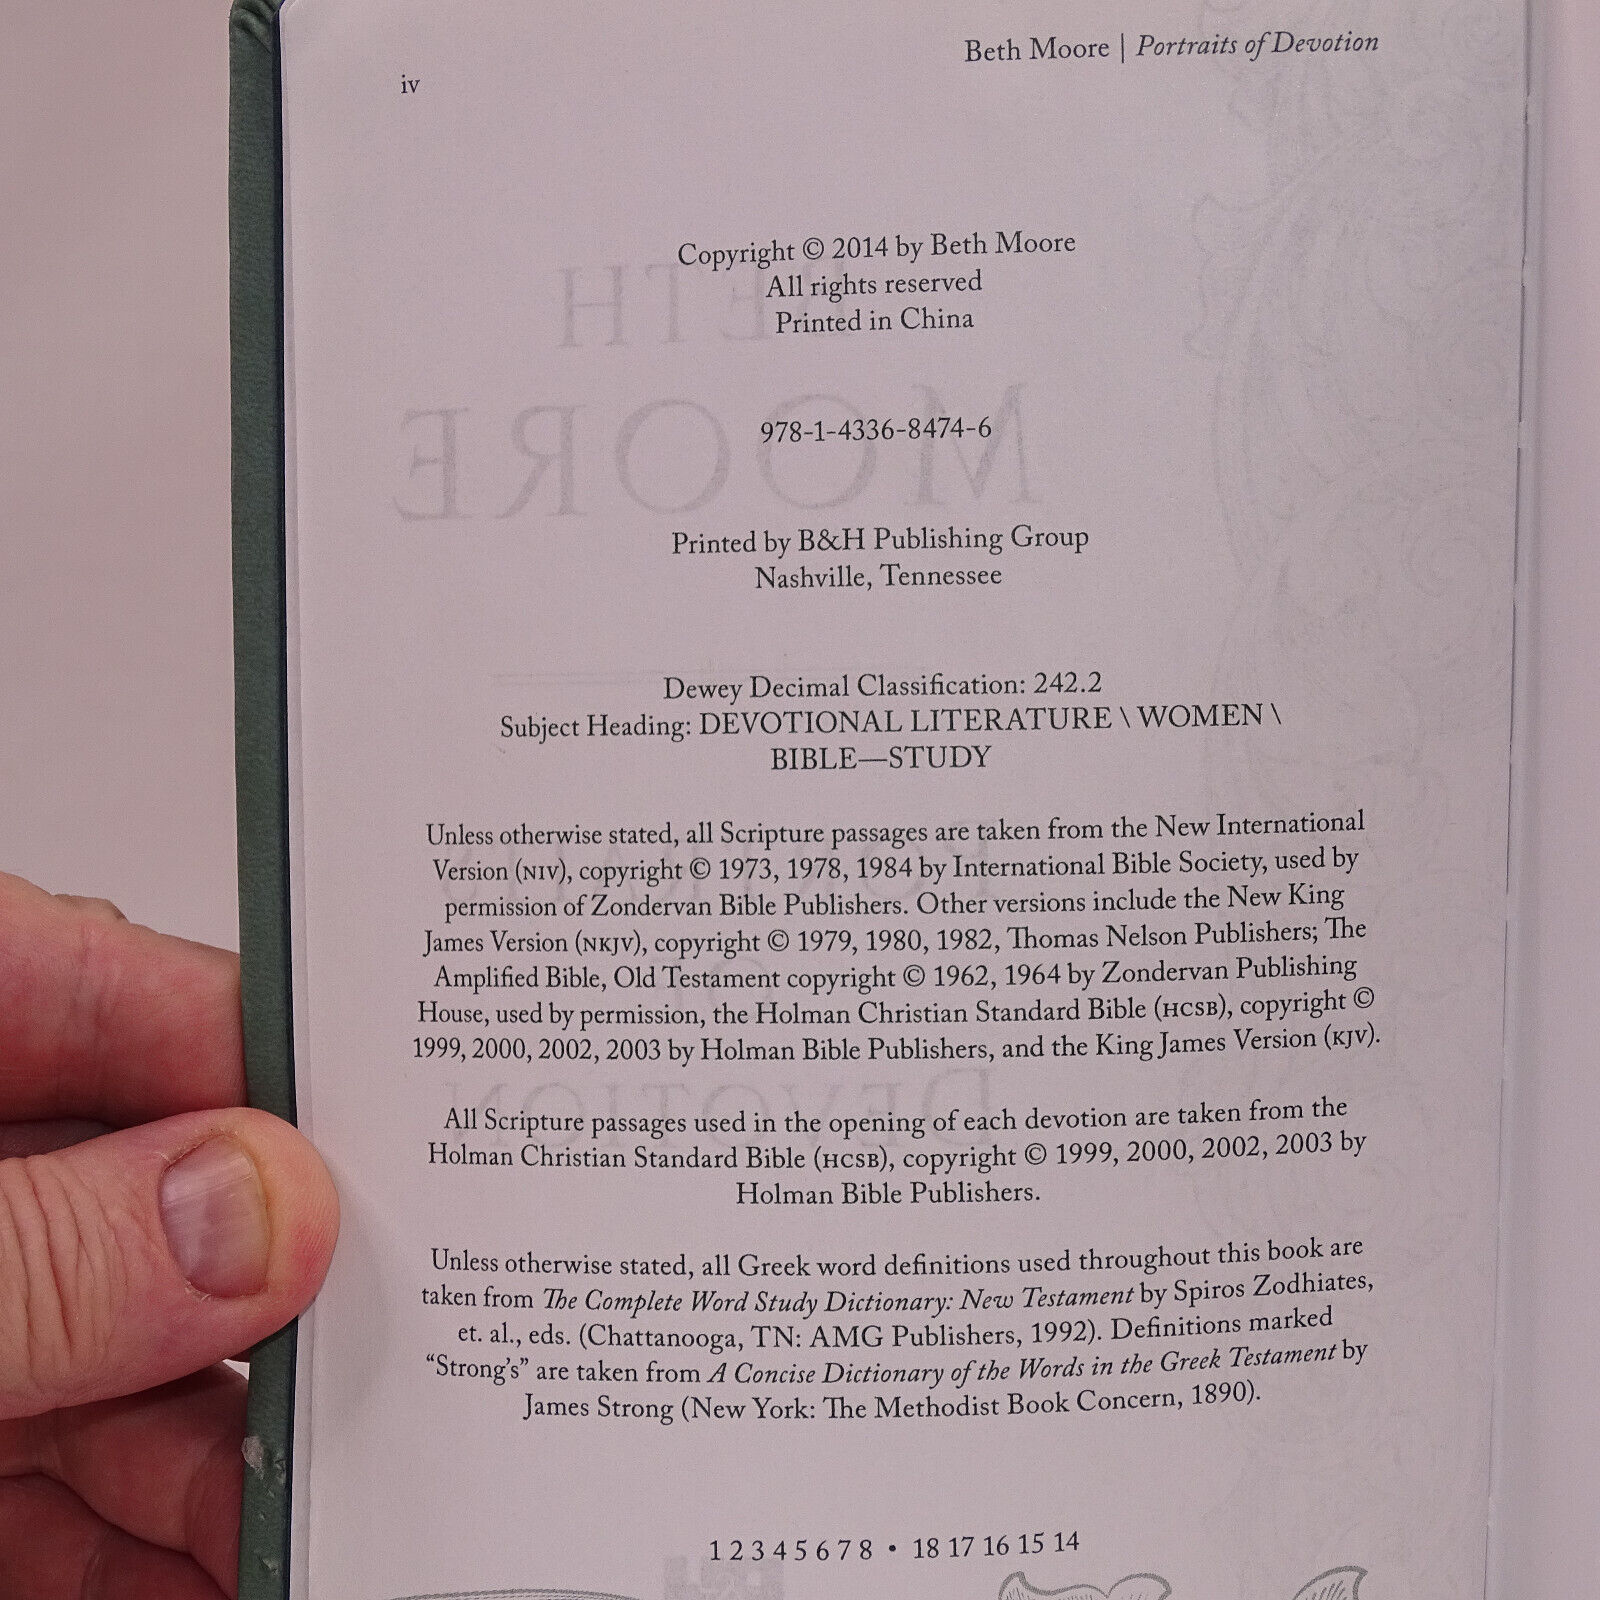 Beth Moore | Portraits of Devotion
iv
Copyright © 2014 by Beth Moore
All rights reserved
Printed in China
978-1-4336-8474-6
Printed by B&H Publishing Group
Nashville, Tennessee
Dewey Decimal Classification: 242.2
Subject Heading: DEVOTIONAL LITERATURE \ WOMEN \
BIBLE—STUDY
Unless otherwise stated, all Scripture passages are taken from the New International
Version (NIV), copyright © 1973, 1978, 1984 by International Bible Society, used by
permission of Zondervan Bible Publishers. Other versions include the New King
James Version (NKJV), copyright © 1979, 1980, 1982, Thomas Nelson Publishers; The
Amplified Bible, Old Testament copyright © 1962, 1964 by Zondervan Publishing
House, used by permission, the Holman Christian Standard Bible (HCSB), copyright ©
1999, 2000, 2002, 2003 by Holman Bible Publishers, and the King James Version (KJV).
All Scripture passages used in the opening of each devotion are taken from the
Holman Christian Standard Bible (HCSB), copyright © 1999, 2000, 2002, 2003 by
Holman Bible Publishers.
Unless otherwise stated, all Greek word definitions used throughout this book are
taken from The Complete Word Study Dictionary: New Testament by Spiros Zodhiates,
et. al., eds. (Chattanooga, TN: AMG Publishers, 1992). Definitions marked
“Strong’s” are taken from A Concise Dictionary of the Words in the Greek Testament by
James Strong (New York: The Methodist Book Concern, 1890).
1 2 3 4 5 6 7 8 • 18 17 16 15 14